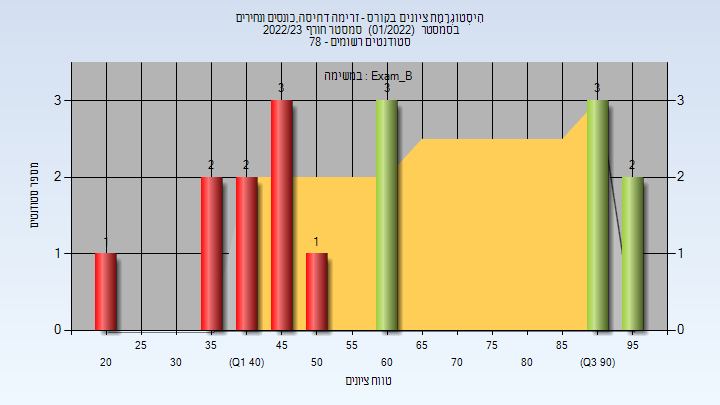 היסטוגרמת ציונים בקורס - זרימה דחיסה,כונסים ונחירים
בסמסטר (01/2022) סמסטר חורף 2022/23
סטודנטים רשומים - 78
במשימה : Exam_B
מספר סטודנטים
3 3 3 3 3
2 2 2 2 2
1 1 1 1
0 0
25 35 45 55 65 75 85 95
20 30 (Q1 40) 50 60 70 80 (Q3 90)
טווח ציונים